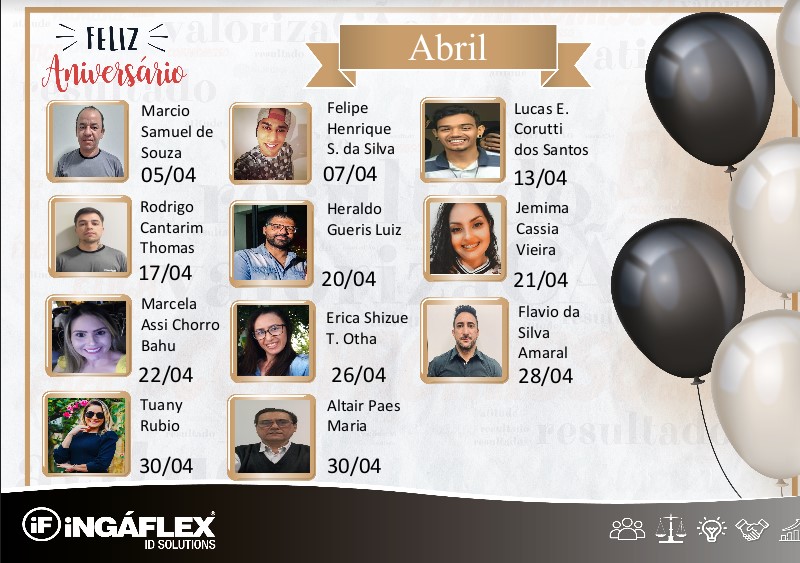 FELIZ
Aniversário
Abril
Marcio
Samuel de
Souza
05/04
Felipe
Henrique
S. da Silva
07/04
Lucas E.
Corutti
dos Santos
13/04
Rodrigo
Cantarim
Thomas
17/04
Heraldo
Gueris Luiz
20/04
Jemima
Cassia
Vieira
21/04
Marcela
Assi Chorro
Bahu
22/04
Erica Shizue
T. Otha
26/04
Flavio da
Silva
Amaral
28/04
Tuany
Rubio
30/04
Altair Paes
Maria
30/04
resultado
iF iNGÁFLEX®
ID SOLUTIONS